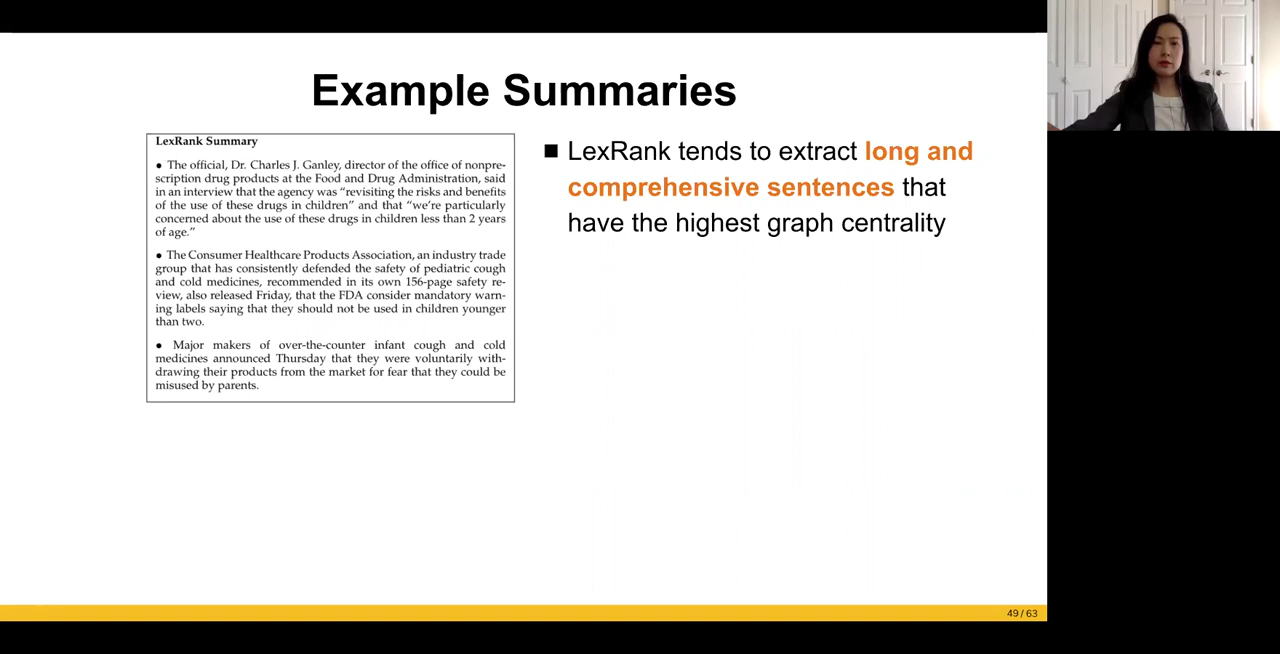 Example Summaries
LexRank Summary
● The official, Dr. Charles J. Ganley, director of the office of nonpre-
scription drug products at the Food and Drug Administration, said
in an interview that the agency was “revisiting the risks and benefits
of the use of these drugs in children” and that “we’re particularly
concerned about the use of these drugs in children less than 2 years
of age.”
● The Consumer Healthcare Products Association, an industry trade
group that has consistently defended the safety of pediatric cough
and cold medicines, recommended in its own 156-page safety re-
view, also released Friday, that the FDA consider mandatory warn-
ing labels saying that they should not be used in children younger
than two.
● Major makers of over-the-counter infant cough and cold
medicines announced Thursday that they were voluntarily with-
drawing their products from the market for fear that they could be
misused by parents.
■ LexRank tends to extract long and
comprehensive sentences that
have the highest graph centrality
49 / 63